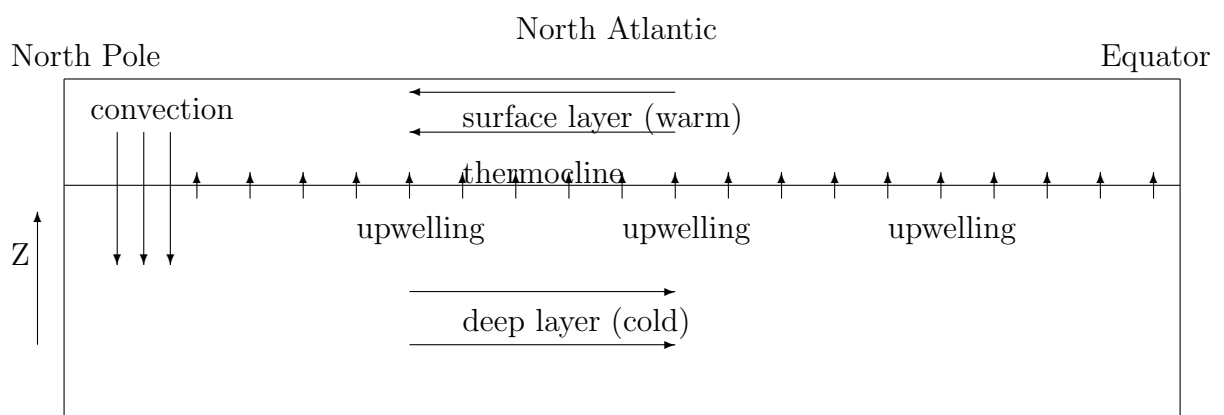 North Atlantic
North Pole
Equator
convection
surface layer (warm)
thermocline
upwelling
upwelling
upwelling
Z
deep layer (cold)